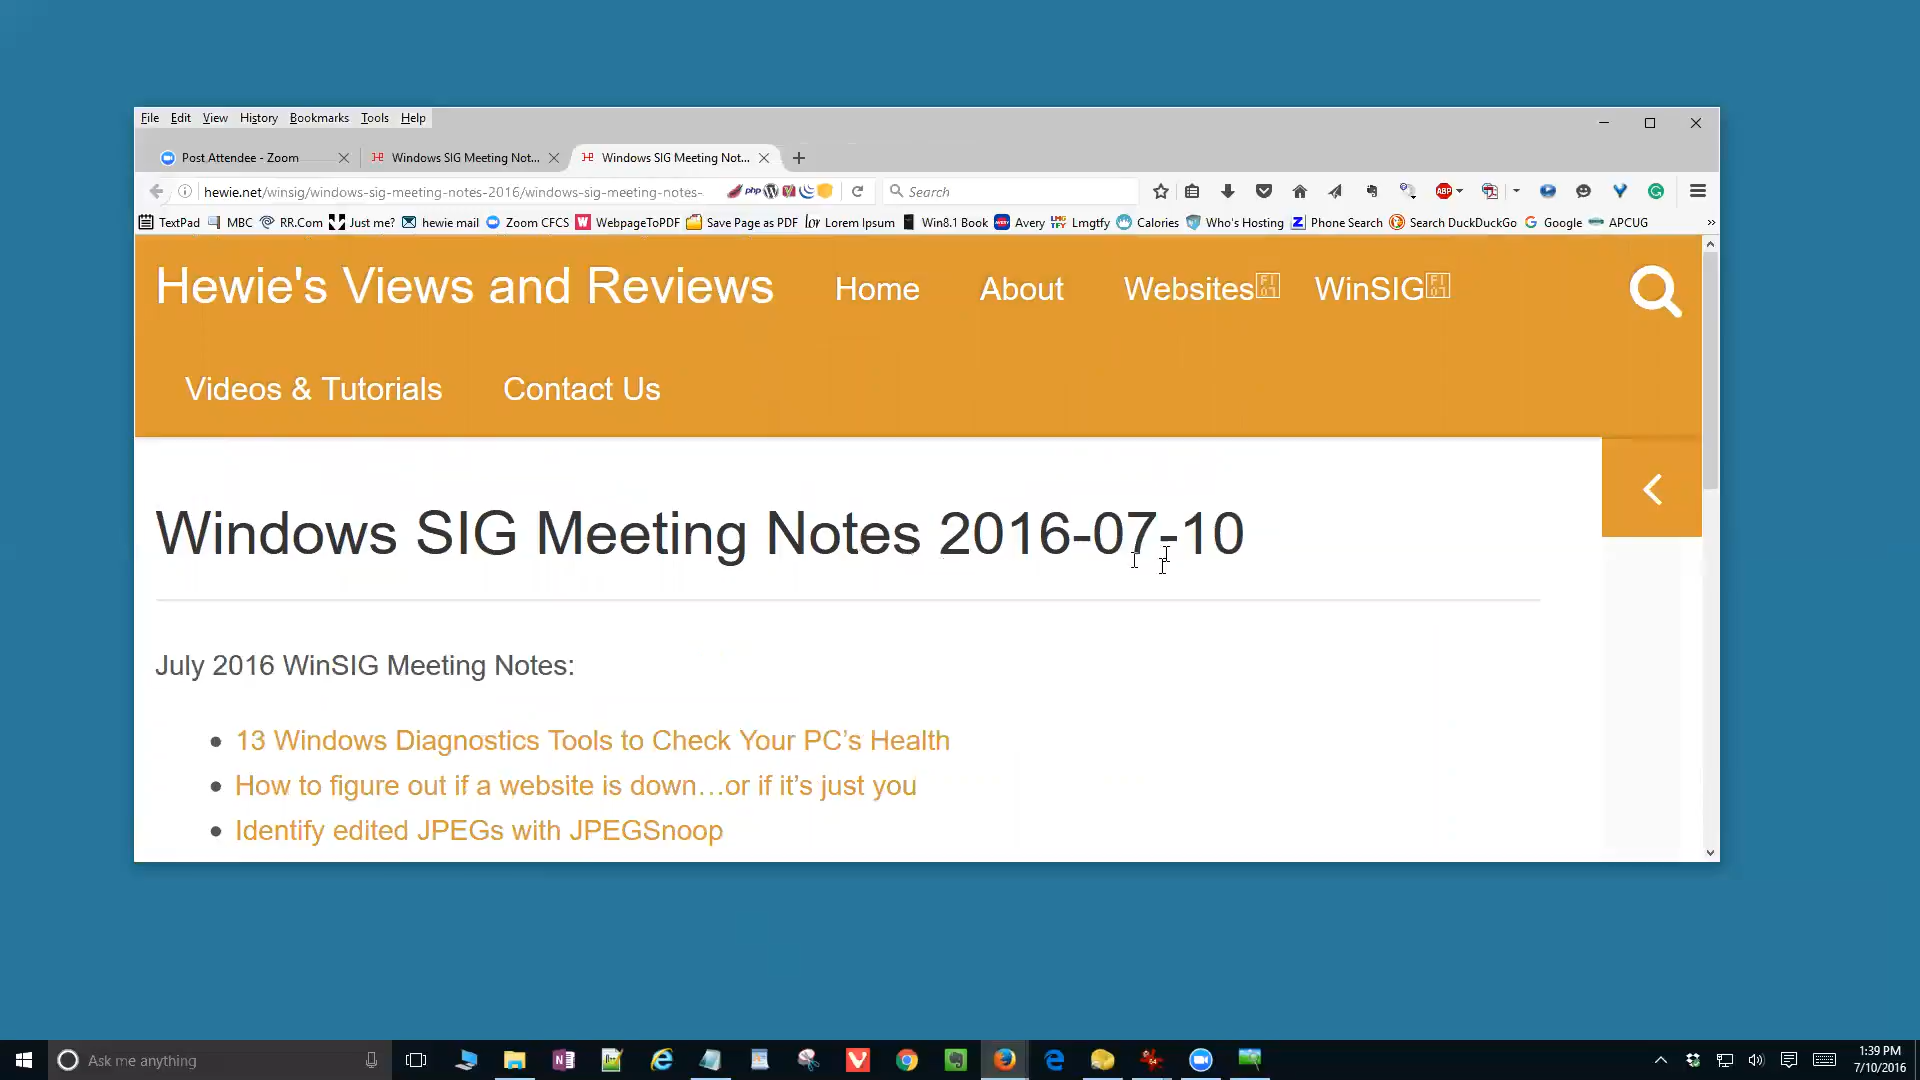 File Edit View History Bookmarks Tools Help
Post Attendee - Zoom Windows SIG Meeting Not... Windows SIG Meeting Not...
hewie.net/winsig/windows-sig-meeting-notes-2016/windows-sig-meeting-notes- php Search ABP
TextPad MBC RR.Com Just me? hewie mail Zoom CFCS WebpageToPDF Save Page as PDF lor Lorem Ipsum Win8.1 Book Avery LMG TFY Lmgtfy Calories Who's Hosting Phone Search Search DuckDuckGo Google APCUG »
Hewie's Views and Reviews Home About Websites WinSIG
Videos & Tutorials Contact Us
Windows SIG Meeting Notes 2016-07-10
July 2016 WinSIG Meeting Notes:
• 13 Windows Diagnostics Tools to Check Your PC’s Health
• How to figure out if a website is down…or if it’s just you
• Identify edited JPEGs with JPEGSnoop
Ask me anything 1:39 PM
7/10/2016